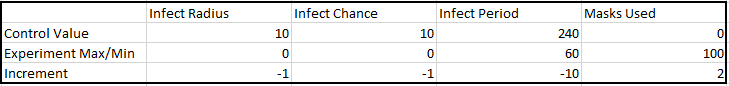 Infect Radius Infect Chance Infect Period Masks Used
Control Value 10 10 240 0
Experiment Max/Min 0 0 60 100
Increment -1 -1 -10 2